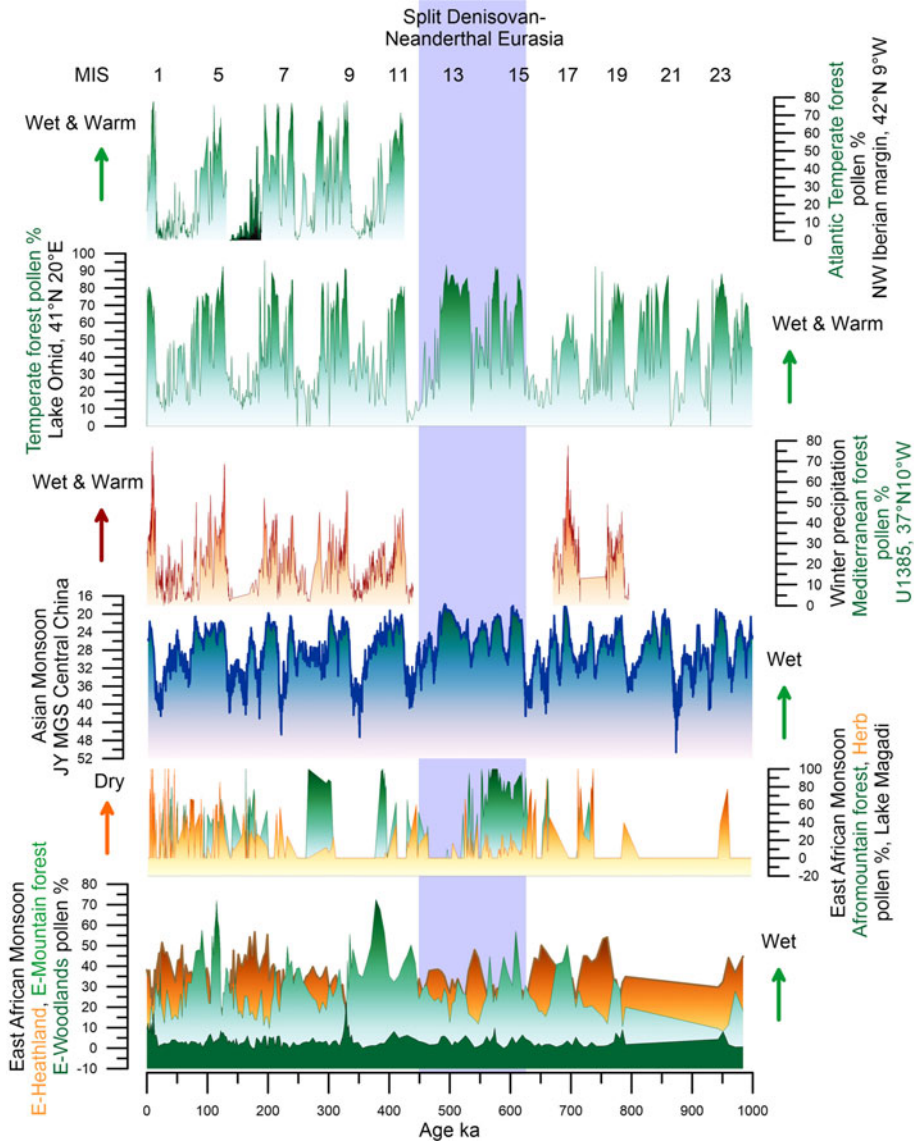 Split Denisovan-
Neanderthal Eurasia
MIS 1 5 7 9 11 13 15 17 19 21 23
Wet & Warm
80
70
60
50
40
30
20
10
0
Atlantic Temperate forest
pollen %
NW Iberian margin, 42°N 9°W
Temperate forest pollen %
Lake Orhid, 41°N 20°E
100
90
80
70
60
50
40
30
20
10
0
Wet & Warm
Wet & Warm
80
70
60
50
40
30
20
10
0
Winter precipitation
Mediterranean forest
pollen %
U1385, 37°N10°W
Asian Monsoon
JY MGS Central China
16
20
24
28
32
36
40
44
48
52
Wet
Dry
100
80
60
40
20
0
-20
East African Monsoon
Afromountain forest, Herb
pollen %, Lake Magadi
East African Monsoon
E-Heathland, E-Mountain forest
E-Woodlands pollen %
80
70
60
50
40
30
20
10
0
-10
Wet
0 100 200 300 400 500 600 700 800 900 1000
Age ka